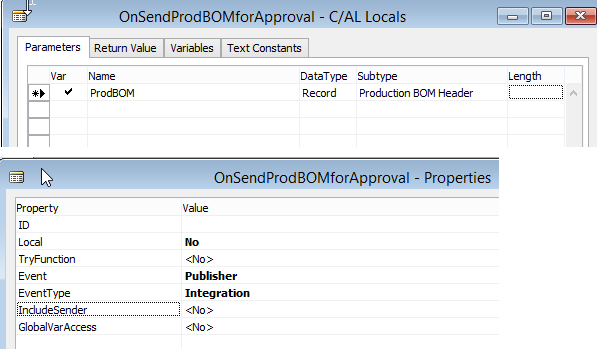 OnSendProdBOMforApproval - C/AL Locals
Parameters Return Value Variables Text Constants
Var Name DataType Subtype Length
ProdBOM Record Production BOM Header
OnSendProdBOMforApproval - Properties
Property Value
ID
Local No
TryFunction <No>
Event Publisher
EventType Integration
IncludeSender <No>
GlobalVarAccess <No>